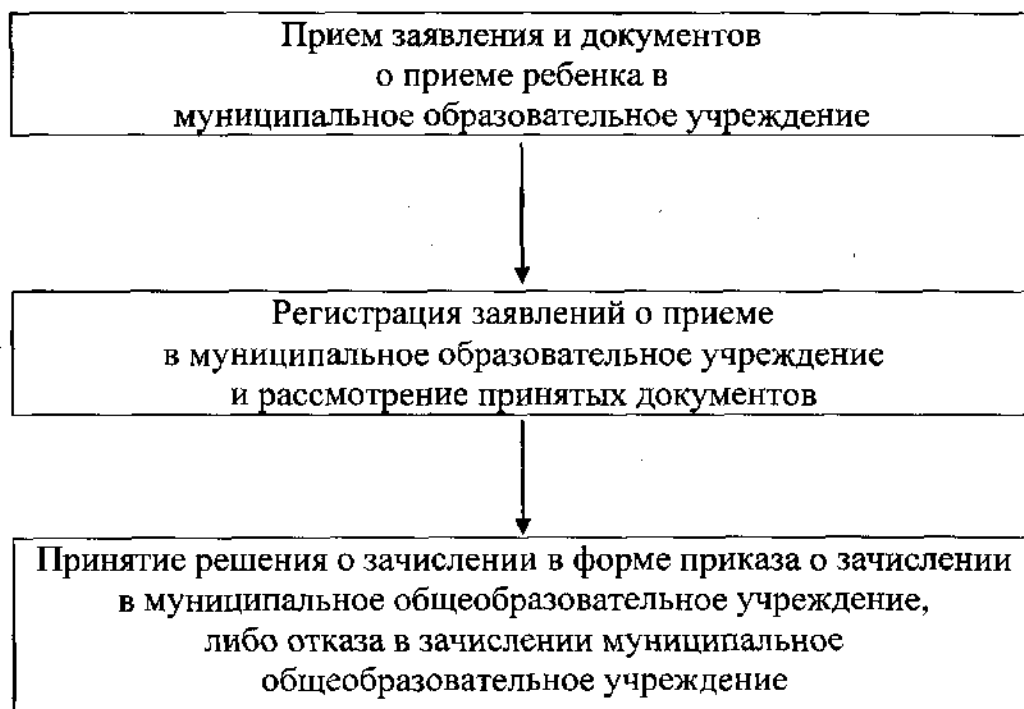 Прием заявления и документов
о приеме ребенка в
муниципальное образовательное учреждение
Регистрация заявлений о приеме
в муниципальное образовательное учреждение
и рассмотрение принятых документов
Принятие решения о зачислении в форме приказа о зачислении
в муниципальное общеобразовательное учреждение,
либо отказа в зачислении муниципальное
общеобразовательное учреждение